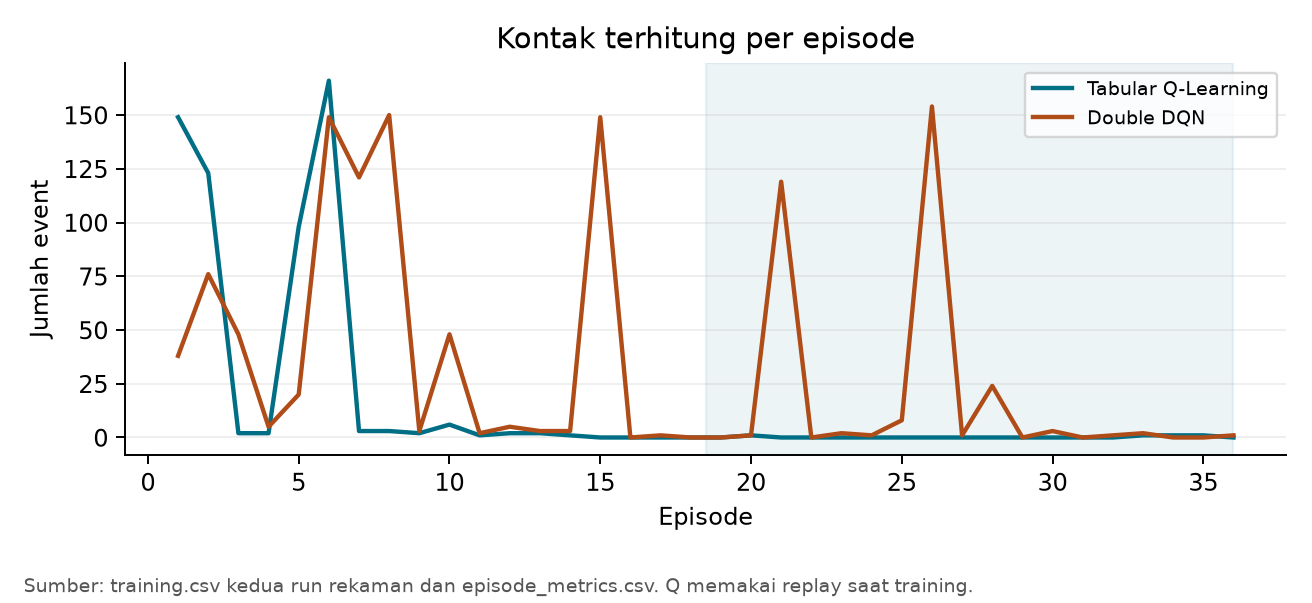 Kontak terhitung per episode
Tabular Q-Learning
Double DQN
Jumlah event
150
125
100
75
50
25
0
0 5 10 15 20 25 30 35
Episode
Sumber: training.csv kedua run rekaman dan episode_metrics.csv. Q memakai replay saat training.